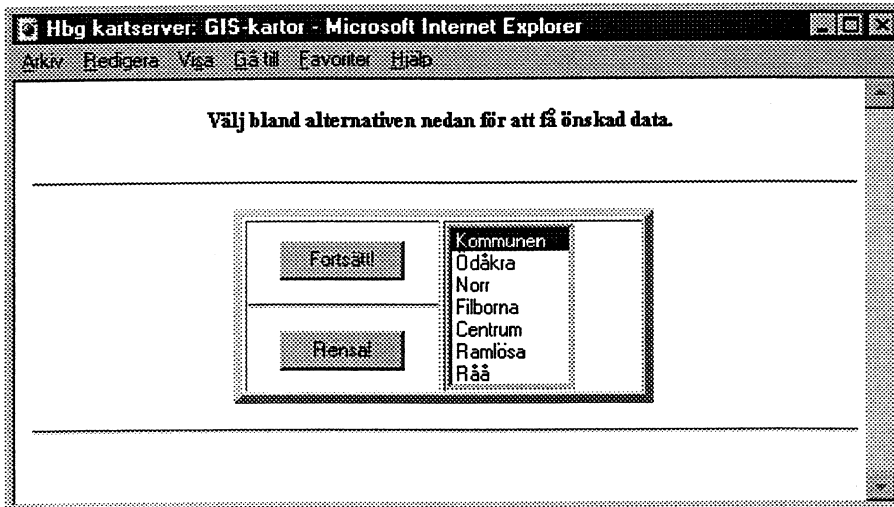 Hbg kartserver: GIS-kartor - Microsoft Internet Explorer
Arkiv Redigera Visa Gå till Favoriter Hjälp
Välj bland alternativen nedan för att få önskad data.
Fortsätt!
Rensa!
Kommunen
Ödåkra
Norr
Filborna
Centrum
Ramlösa
Råå